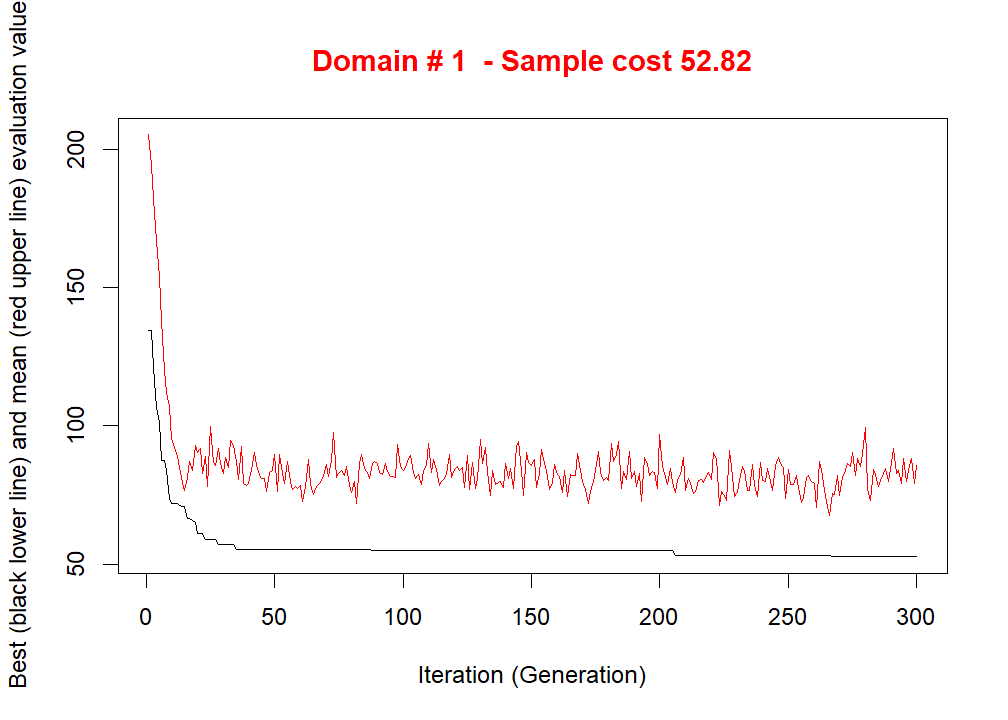 Domain # 1  - Sample cost 52.82
Best (black lower line) and mean (red upper line) evaluation value
200
150
100
50
0 50 100 150 200 250 300
Iteration (Generation)